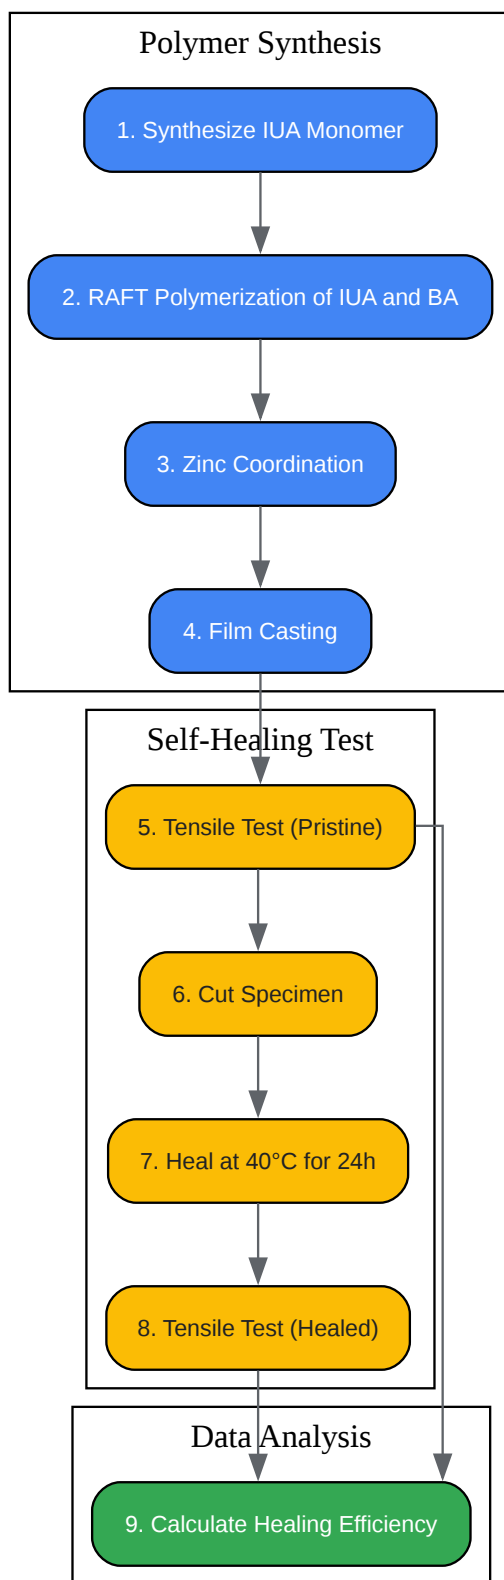 Polymer Synthesis
1. Synthesize IUA Monomer
2. RAFT Polymerization of IUA and BA
3. Zinc Coordination
4. Film Casting
Self-Healing Test
5. Tensile Test (Pristine)
6. Cut Specimen
7. Heal at 40°C for 24h
8. Tensile Test (Healed)
Data Analysis
9. Calculate Healing Efficiency